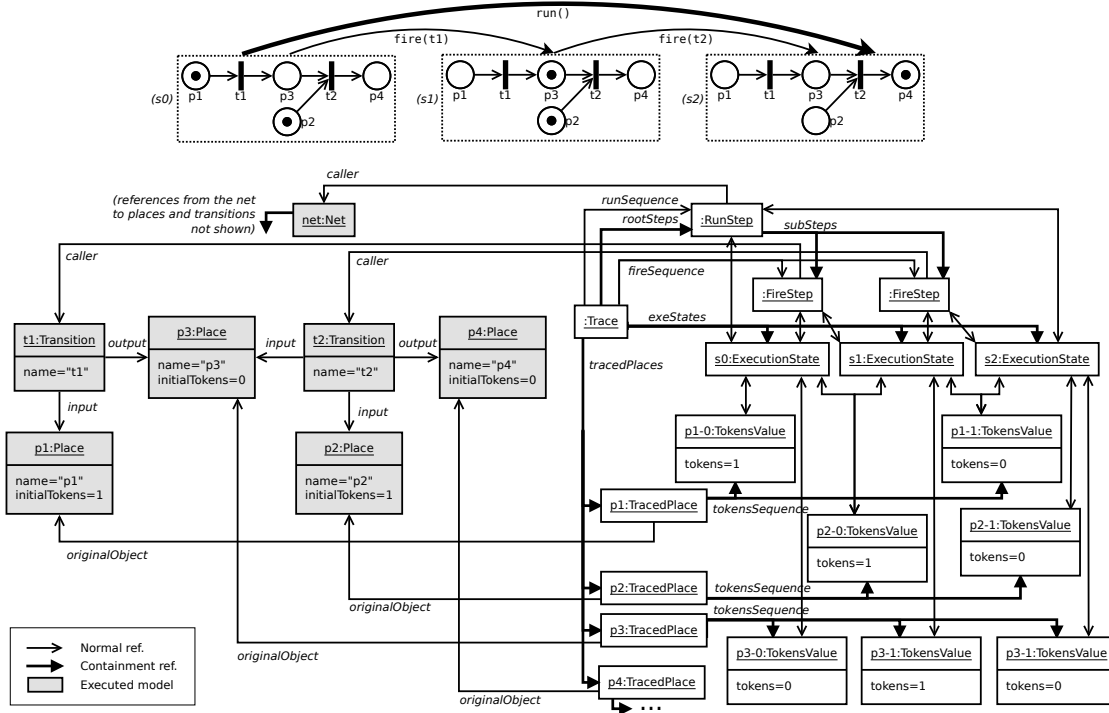 run()
fire(t1)
fire(t2)
(s0)
p1
t1
p3
t2
p4
p2
(s1)
p1
t1
p3
t2
p4
p2
(s2)
p1
t1
p3
t2
p4
p2
caller
(references from the net
to places and transitions
not shown)
net:Net
runSequence
rootSteps
:RunStep
subSteps
caller
caller
fireSequence
:FireStep
:FireStep
:Trace
exeStates
tracedPlaces
t1:Transition
name="t1"
output
p3:Place
name="p3"
initialTokens=0
input
t2:Transition
name="t2"
output
p4:Place
name="p4"
initialTokens=0
s0:ExecutionState
s1:ExecutionState
s2:ExecutionState
input
input
p1:Place
name="p1"
initialTokens=1
p2:Place
name="p2"
initialTokens=1
p1-0:TokensValue
tokens=1
p1-1:TokensValue
tokens=0
p1:TracedPlace
tokensSequence
originalObject
p2-0:TokensValue
tokens=1
p2-1:TokensValue
tokens=0
p2:TracedPlace
tokensSequence
originalObject
p3:TracedPlace
tokensSequence
originalObject
p3-0:TokensValue
tokens=0
p3-1:TokensValue
tokens=1
p3-1:TokensValue
tokens=0
p4:TracedPlace
originalObject
...
Normal ref.
Containment ref.
Executed model